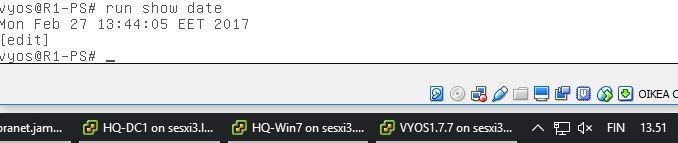 vyos@R1-PS# run show date
Mon Feb 27 13:44:05 EET 2017
[edit]
vyos@R1-PS# _
OIKEA C
oranet.jam... HQ-DC1 on sesxi3.l... HQ-Win7 on sesxi3.... VYOS1.7.7 on sesxi3... FIN 13.51